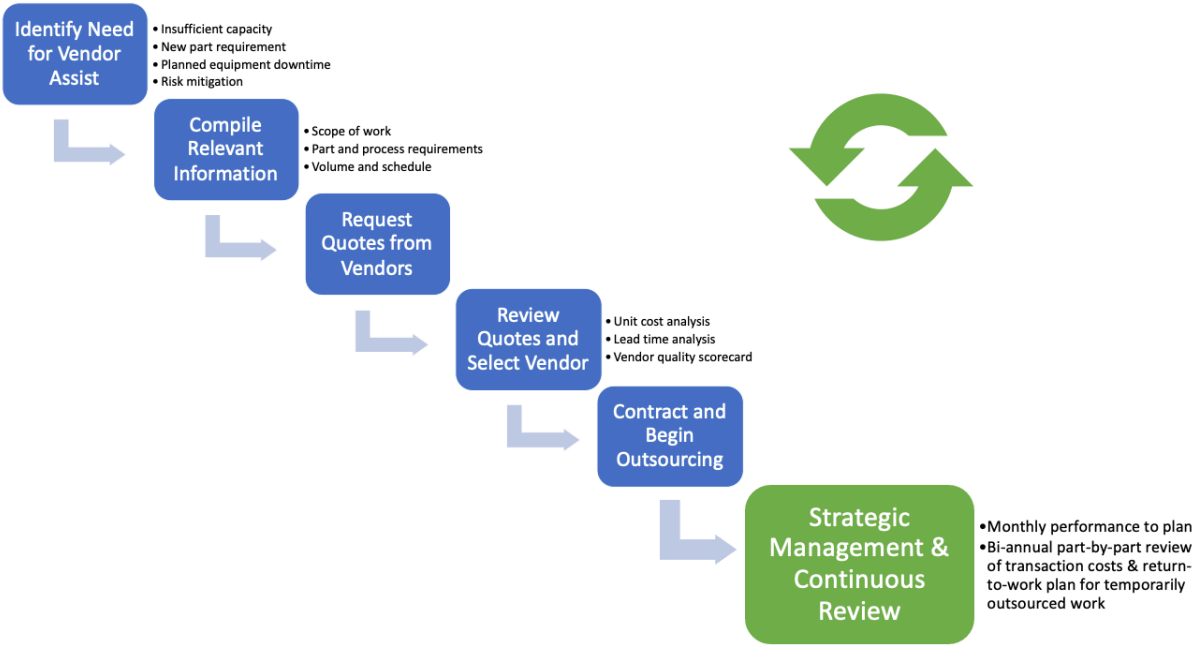 Identify Need
for Vendor
Assist
• Insufficient capacity
• New part requirement
• Planned equipment downtime
• Risk mitigation
Compile
Relevant
Information
• Scope of work
• Part and process requirements
• Volume and schedule
Request
Quotes from
Vendors
Review
Quotes and
Select Vendor
• Unit cost analysis
• Lead time analysis
• Vendor quality scorecard
Contract and
Begin
Outsourcing
Strategic
Management &
Continuous
Review
•Monthly performance to plan
•Bi-annual part-by-part review
of transaction costs & return-
to-work plan for temporarily
outsourced work